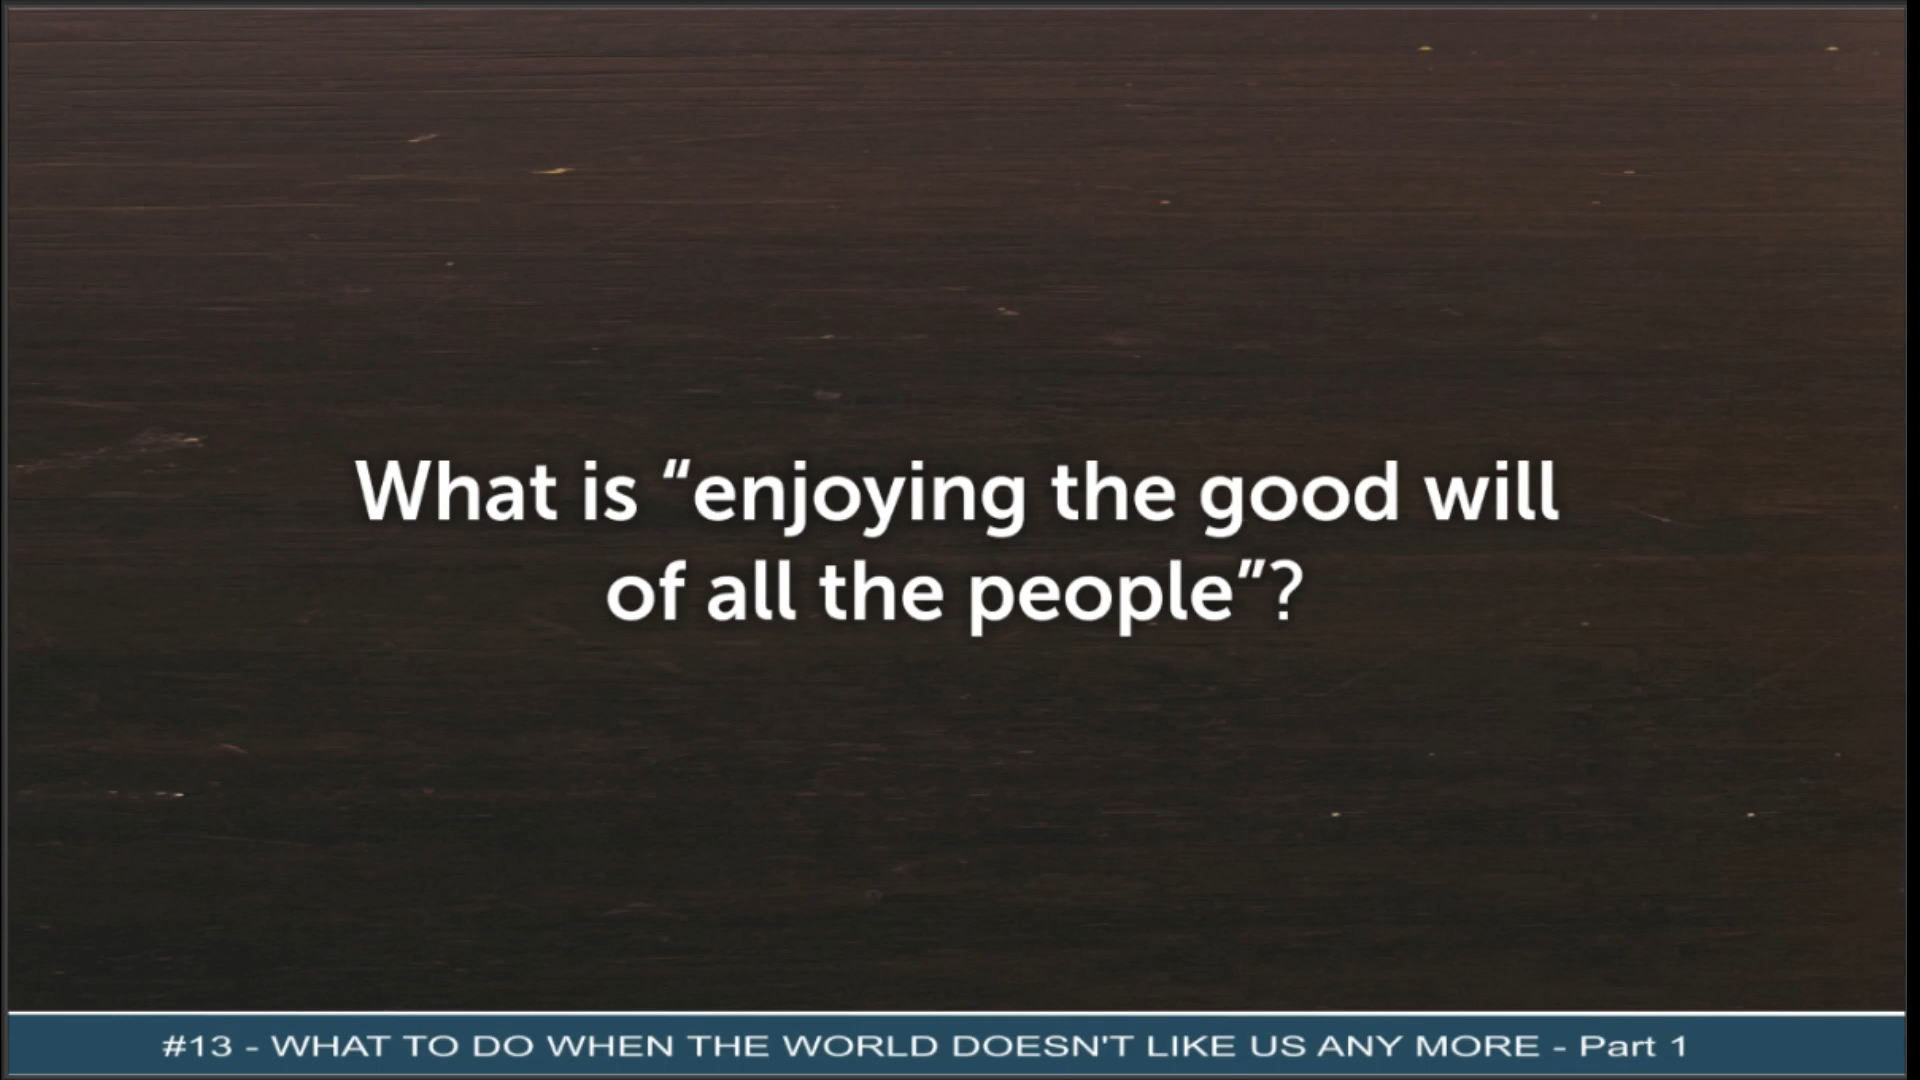 What is “enjoying the good will
of all the people”?
#13 - WHAT TO DO WHEN THE WORLD DOESN'T LIKE US ANY MORE - Part 1